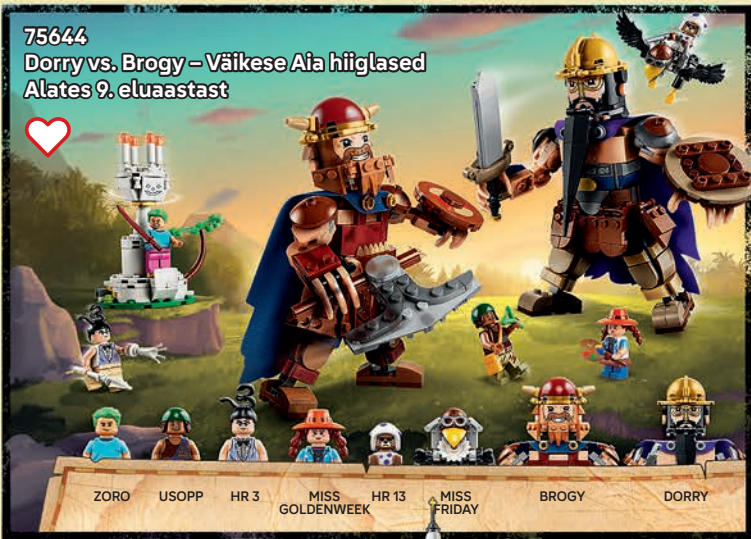 75644
Dorry vs. Brogy – Väikese Aia hiiglased
Alates 9. eluaastast
ZORO
USOPP
HR 3
MISS
GOLDENWEEK
HR 13
MISS
FRIDAY
BROGY
DORRY